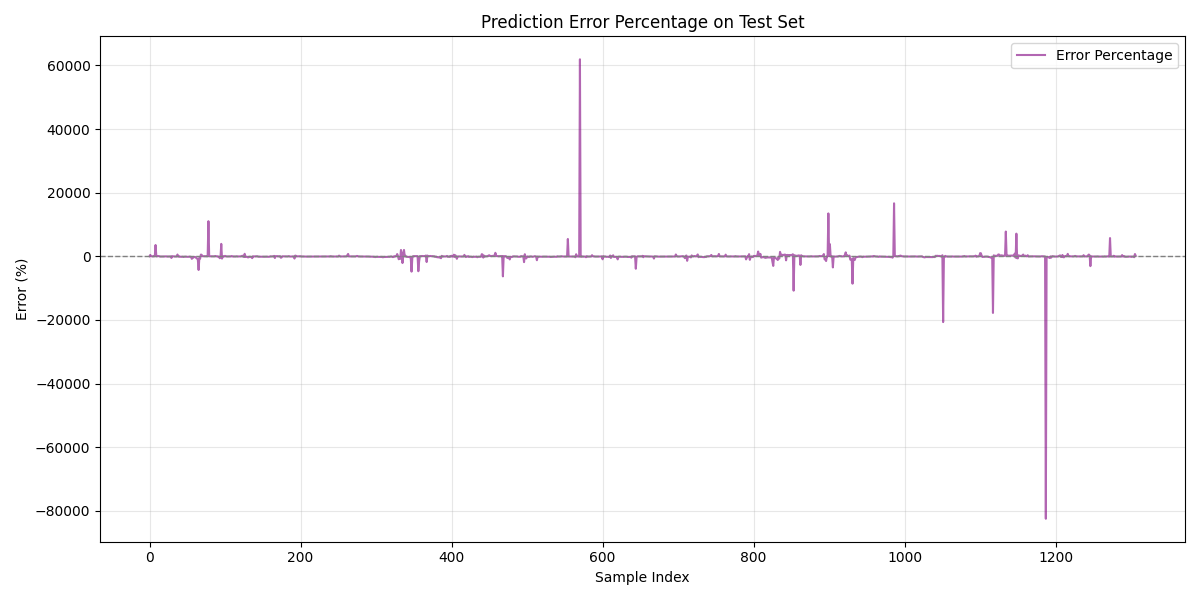 Prediction Error Percentage on Test Set
Error Percentage
60000
40000
20000
0
−20000
−40000
−60000
−80000
Error (%)
0 200 400 600 800 1000 1200
Sample Index